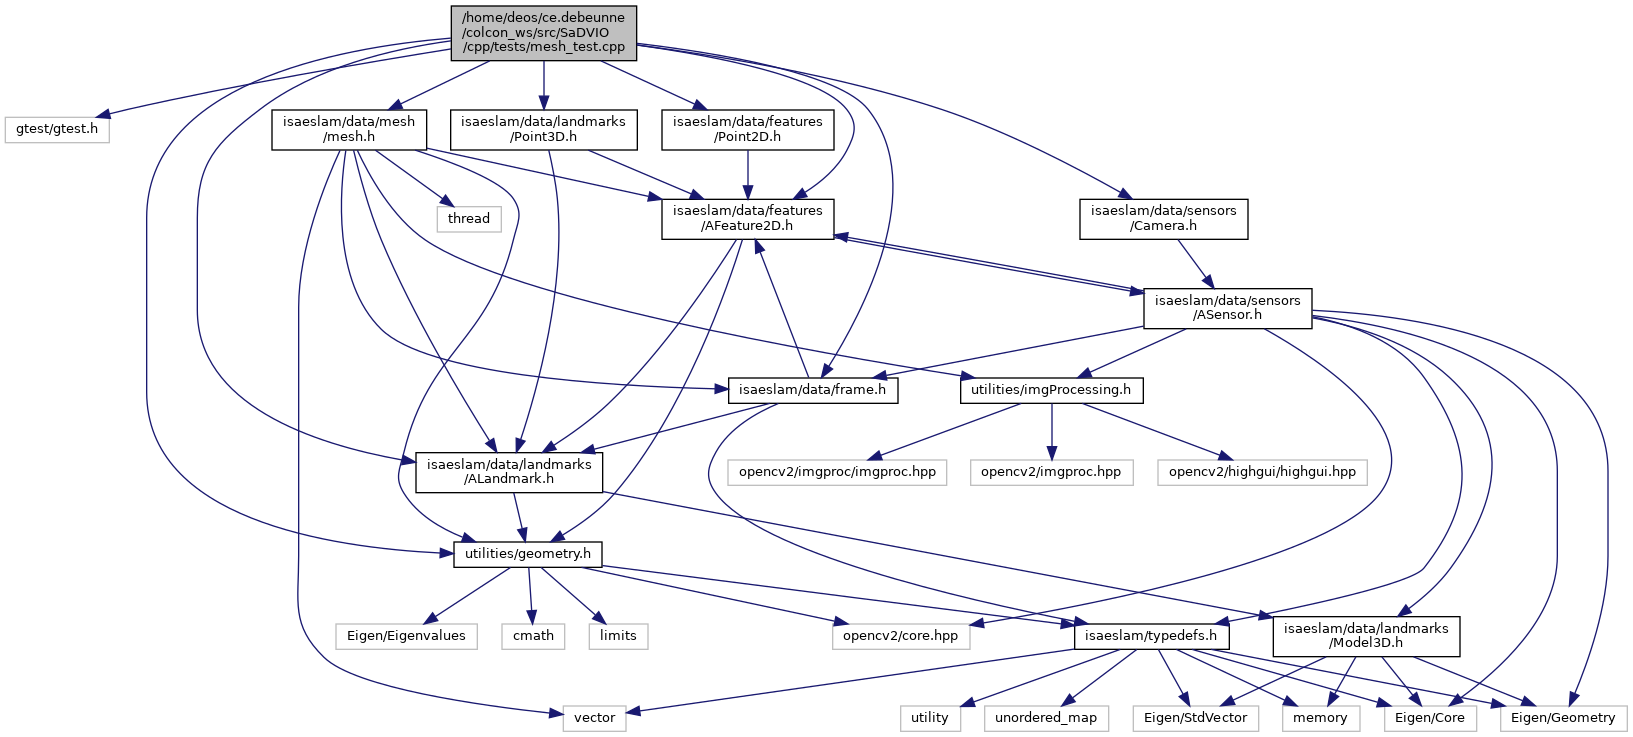 /home/deos/ce.debeunne
/colcon_ws/src/SaDVIO
/cpp/tests/mesh_test.cpp
gtest/gtest.h
isaeslam/data/mesh
/mesh.h
isaeslam/data/landmarks
/Point3D.h
isaeslam/data/features
/Point2D.h
thread
isaeslam/data/features
/AFeature2D.h
isaeslam/data/sensors
/Camera.h
isaeslam/data/sensors
/ASensor.h
isaeslam/data/frame.h
utilities/imgProcessing.h
isaeslam/data/landmarks
/ALandmark.h
opencv2/imgproc/imgproc.hpp
opencv2/imgproc.hpp
opencv2/highgui/highgui.hpp
utilities/geometry.h
Eigen/Eigenvalues
cmath
limits
opencv2/core.hpp
isaeslam/typedefs.h
isaeslam/data/landmarks
/Model3D.h
vector
utility
unordered_map
Eigen/StdVector
memory
Eigen/Core
Eigen/Geometry